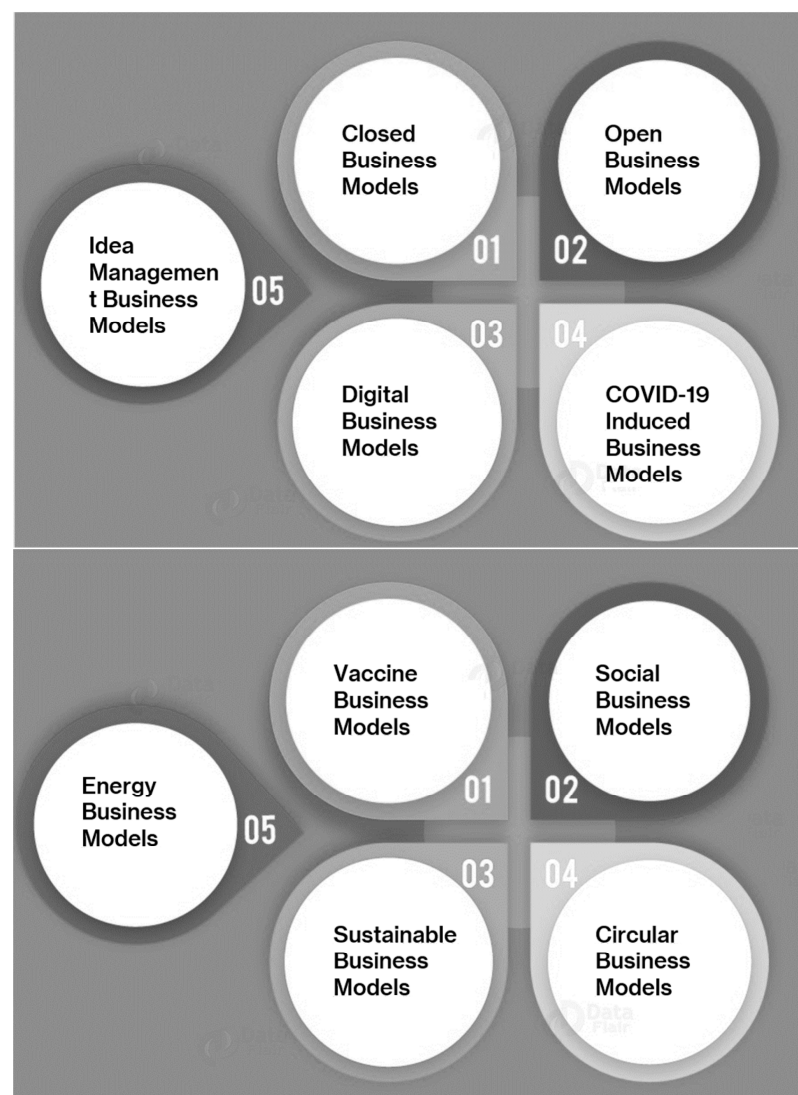 Closed
Business
Models
01
Open
Business
Models
02
Idea
Managemen
t Business
Models
05
03
Digital
Business
Models
04
COVID-19
Induced
Business
Models
Vaccine
Business
Models
01
Social
Business
Models
02
Energy
Business
Models
05
03
Sustainable
Business
Models
04
Circular
Business
Models
Data
Flair